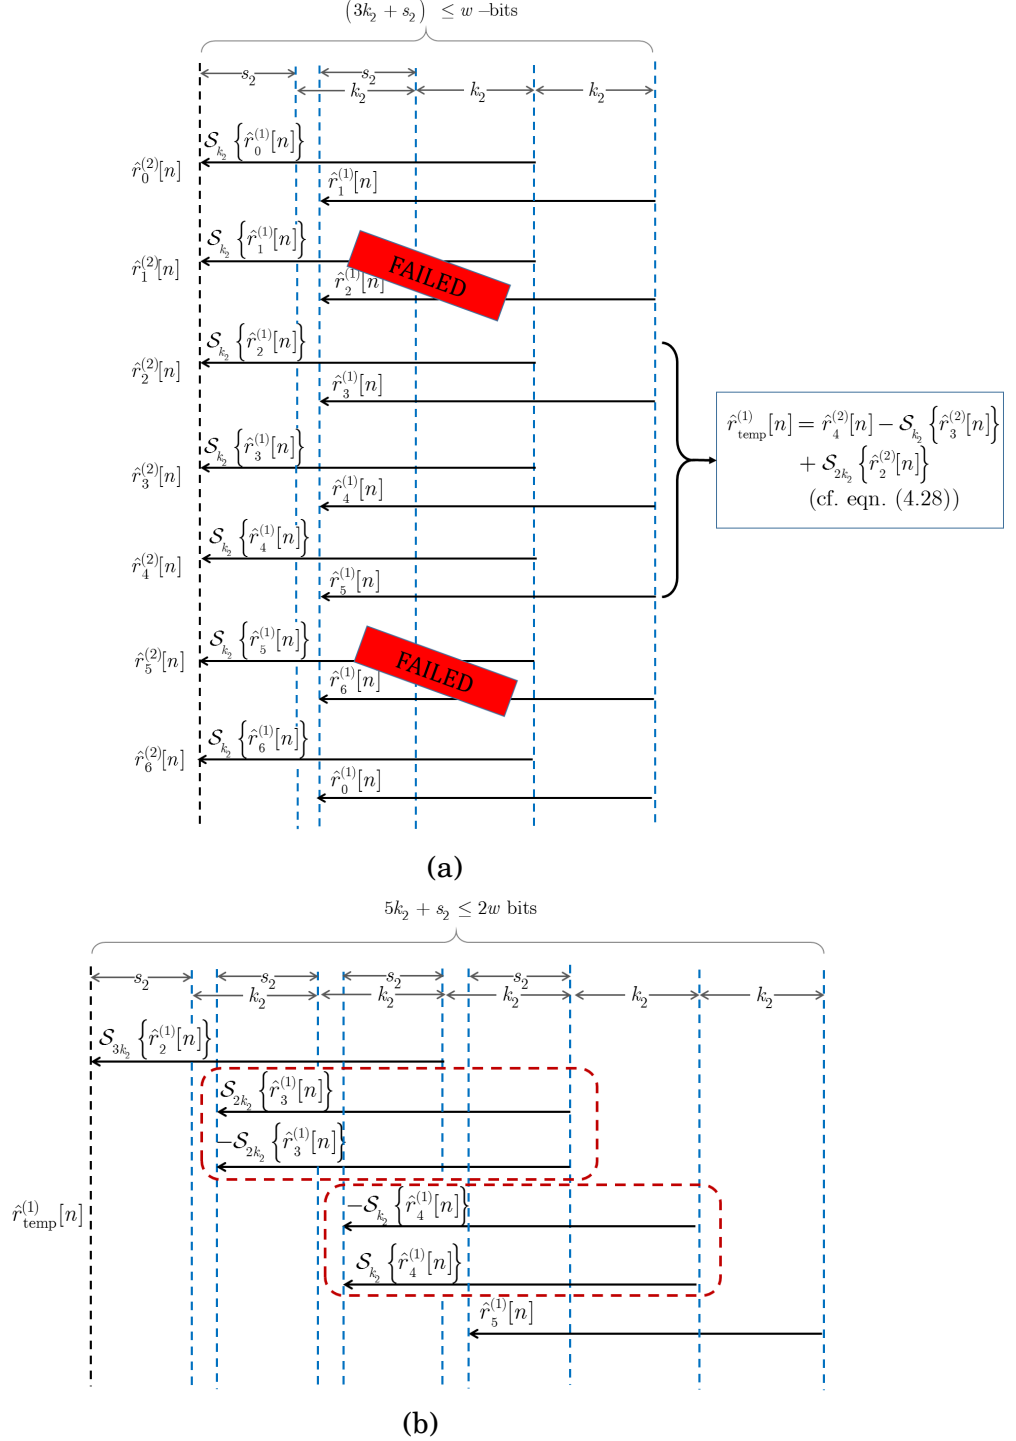 (3k₂ + s₂) ≤ w –bits
s₂ s₂
k₂ k₂ k₂
𝒮_{k₂} {r̂₀⁽¹⁾[n]}
r̂₀⁽²⁾[n]
r̂₁⁽¹⁾[n]
𝒮_{k₂} {r̂₁⁽¹⁾[n]}
FAILED
r̂₁⁽²⁾[n]
r̂₂⁽¹⁾[n]
𝒮_{k₂} {r̂₂⁽¹⁾[n]}
r̂₂⁽²⁾[n]
r̂₃⁽¹⁾[n]
r̂_{temp}⁽¹⁾[n] = r̂₄⁽²⁾[n] − 𝒮_{k₂} {r̂₃⁽²⁾[n]}
+ 𝒮_{2k₂} {r̂₂⁽²⁾[n]}
(cf. eqn. (4.28))
𝒮_{k₂} {r̂₃⁽¹⁾[n]}
r̂₃⁽²⁾[n]
r̂₄⁽¹⁾[n]
𝒮_{k₂} {r̂₄⁽¹⁾[n]}
r̂₄⁽²⁾[n]
r̂₅⁽¹⁾[n]
𝒮_{k₂} {r̂₅⁽¹⁾[n]}
FAILED
r̂₅⁽²⁾[n]
r̂₆⁽¹⁾[n]
𝒮_{k₂} {r̂₆⁽¹⁾[n]}
r̂₆⁽²⁾[n]
r̂₀⁽¹⁾[n]
(a)
5k₂ + s₂ ≤ 2w bits
s₂ s₂ s₂ s₂
k₂ k₂ k₂ k₂ k₂
𝒮_{3k₂} {r̂₂⁽¹⁾[n]}
𝒮_{2k₂} {r̂₃⁽¹⁾[n]}
−𝒮_{2k₂} {r̂₃⁽¹⁾[n]}
r̂_{temp}⁽¹⁾[n]
−𝒮_{k₂} {r̂₄⁽¹⁾[n]}
𝒮_{k₂} {r̂₄⁽¹⁾[n]}
r̂₅⁽¹⁾[n]
(b)